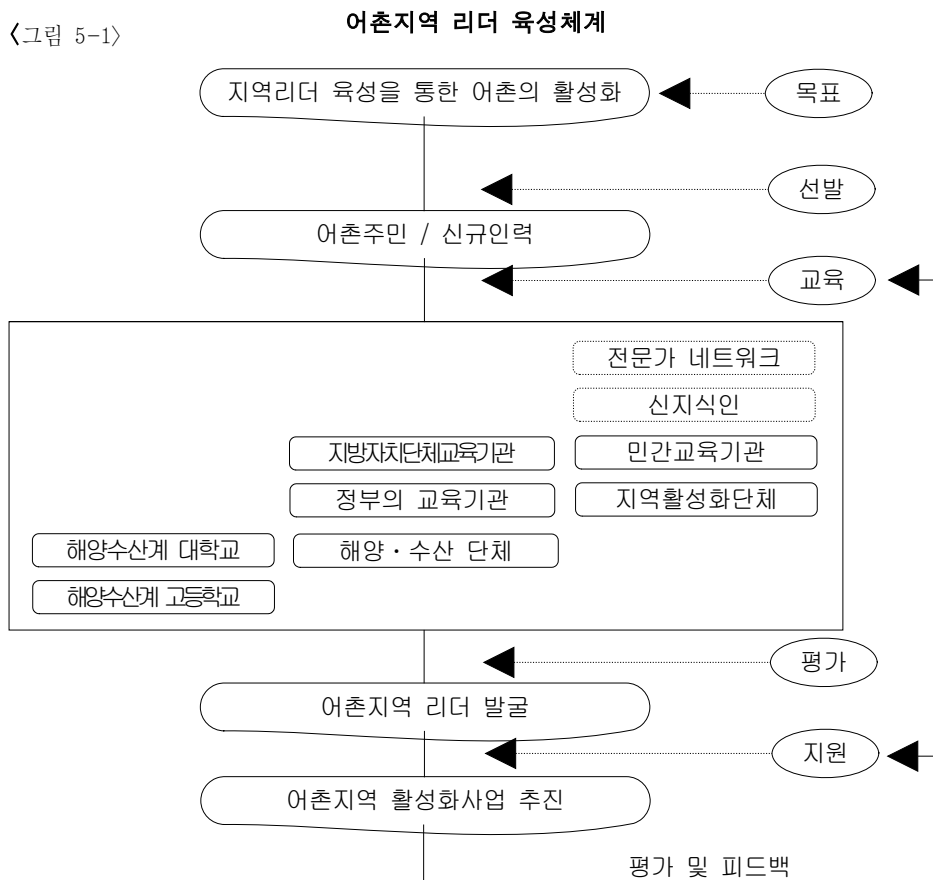 <그림 5-1>
어촌지역 리더 육성체계
지역리더 육성을 통한 어촌의 활성화
목표
선발
어촌주민 / 신규인력
교육
전문가 네트워크
신지식인
지방자치단체교육기관
민간교육기관
정부의 교육기관
지역활성화단체
해양수산계 대학교
해양·수산 단체
해양수산계 고등학교
평가
어촌지역 리더 발굴
지원
어촌지역 활성화사업 추진
평가 및 피드백